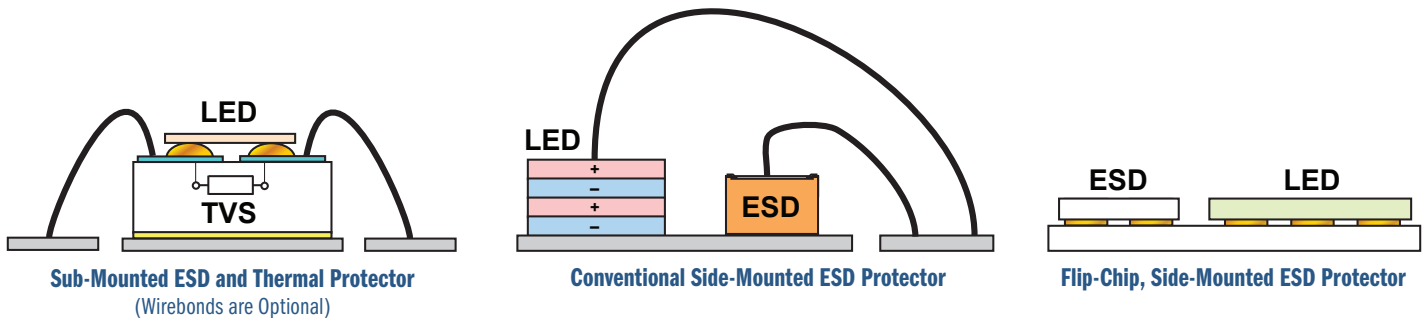 LED
TVS
Sub-Mounted ESD and Thermal Protector
(Wirebonds are Optional)
LED
+
–
+
–
ESD
Conventional Side-Mounted ESD Protector
ESD
LED
Flip-Chip, Side-Mounted ESD Protector